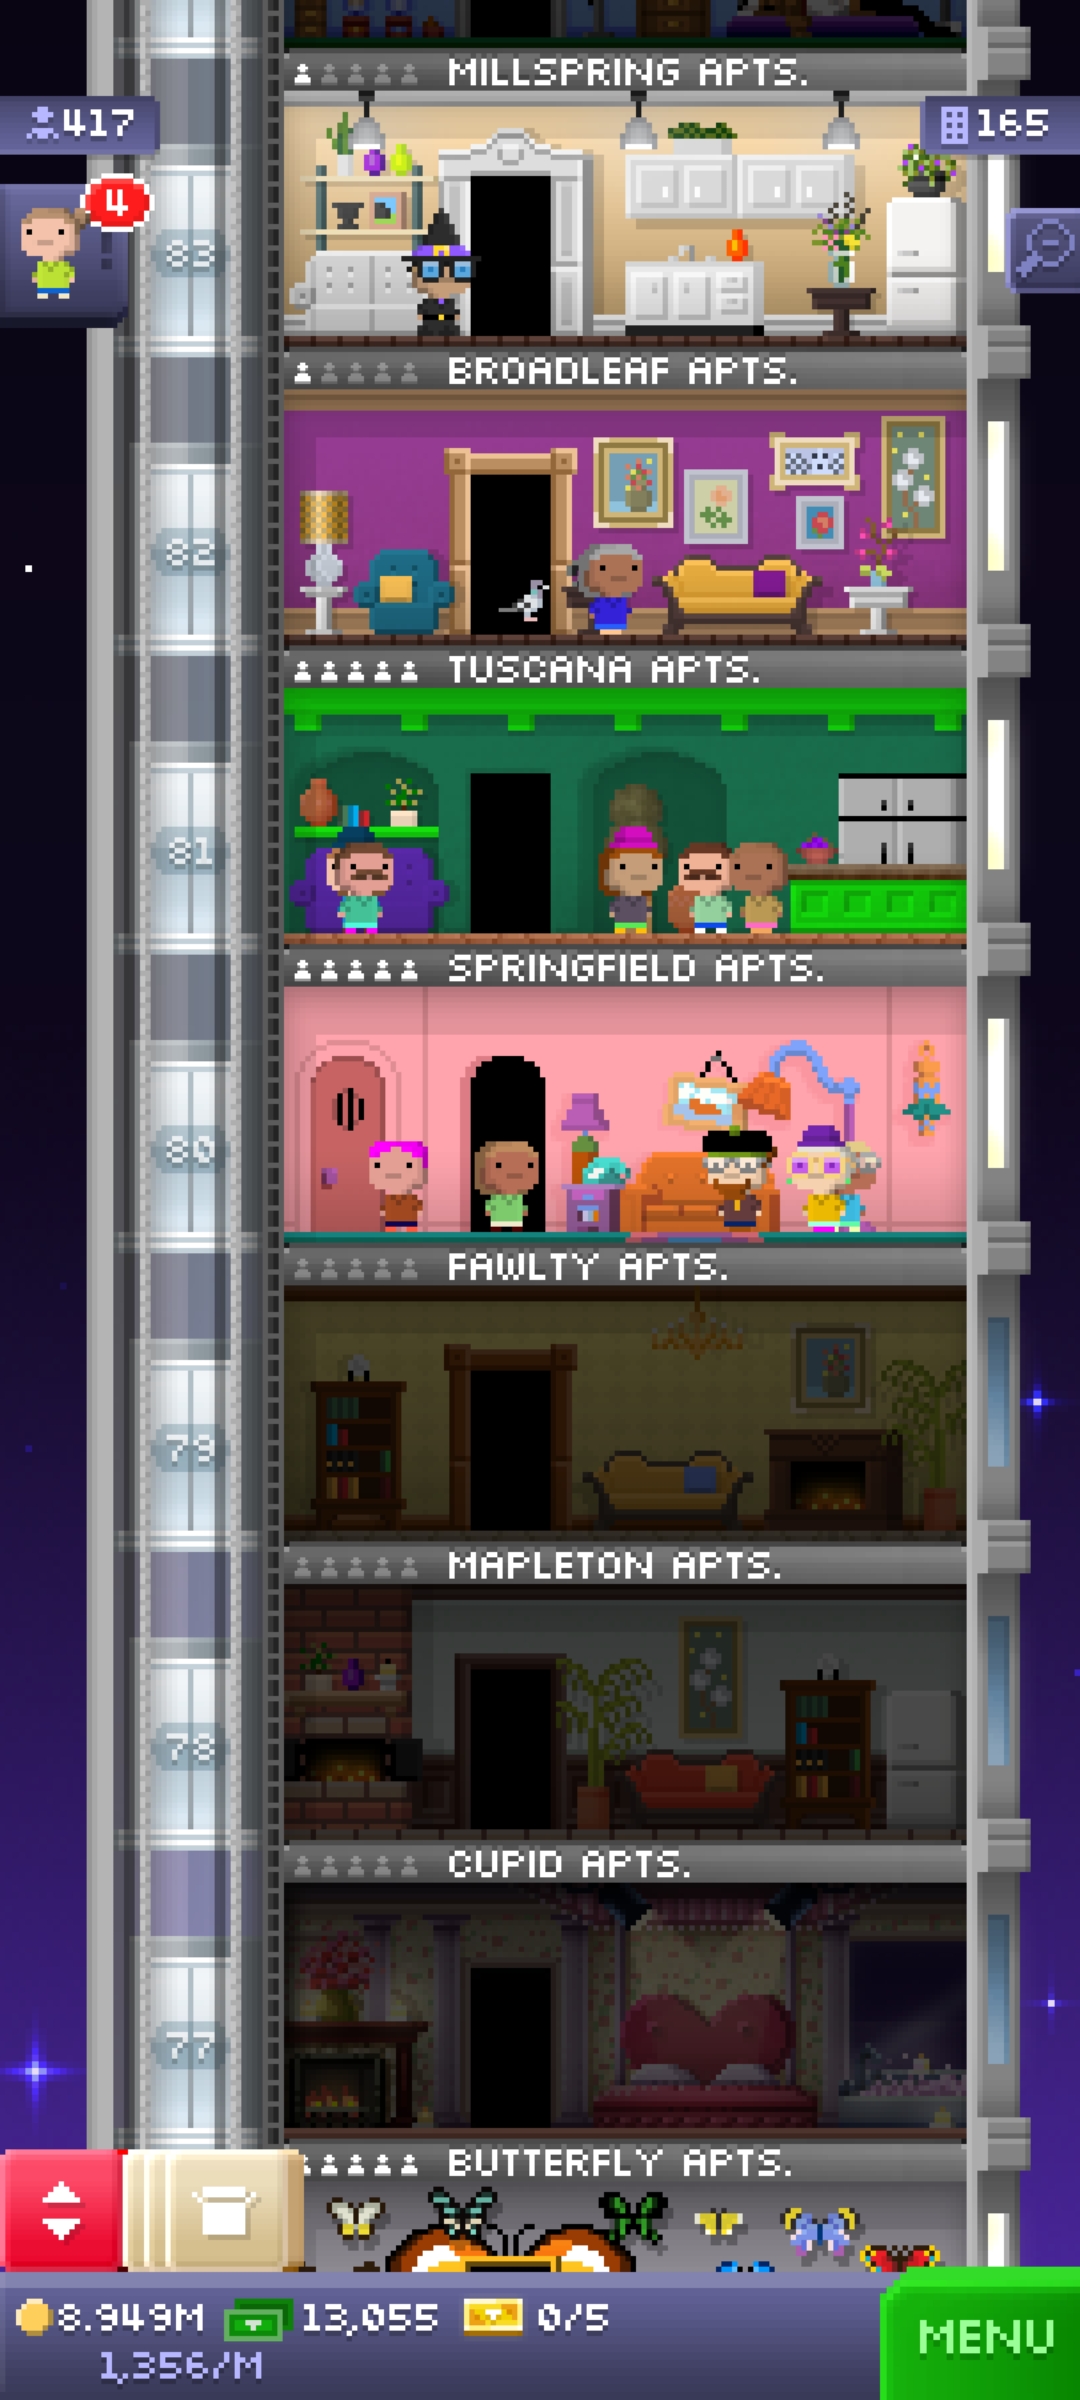 MILLSPRING APTS.
417
165
4
83
BROADLEAF APTS.
82
TUSCANA APTS.
81
SPRINGFIELD APTS.
80
FAWLTY APTS.
79
MAPLETON APTS.
78
CUPID APTS.
77
BUTTERFLY APTS.
8.949M 13,055 0/5
MENU
1,356/M